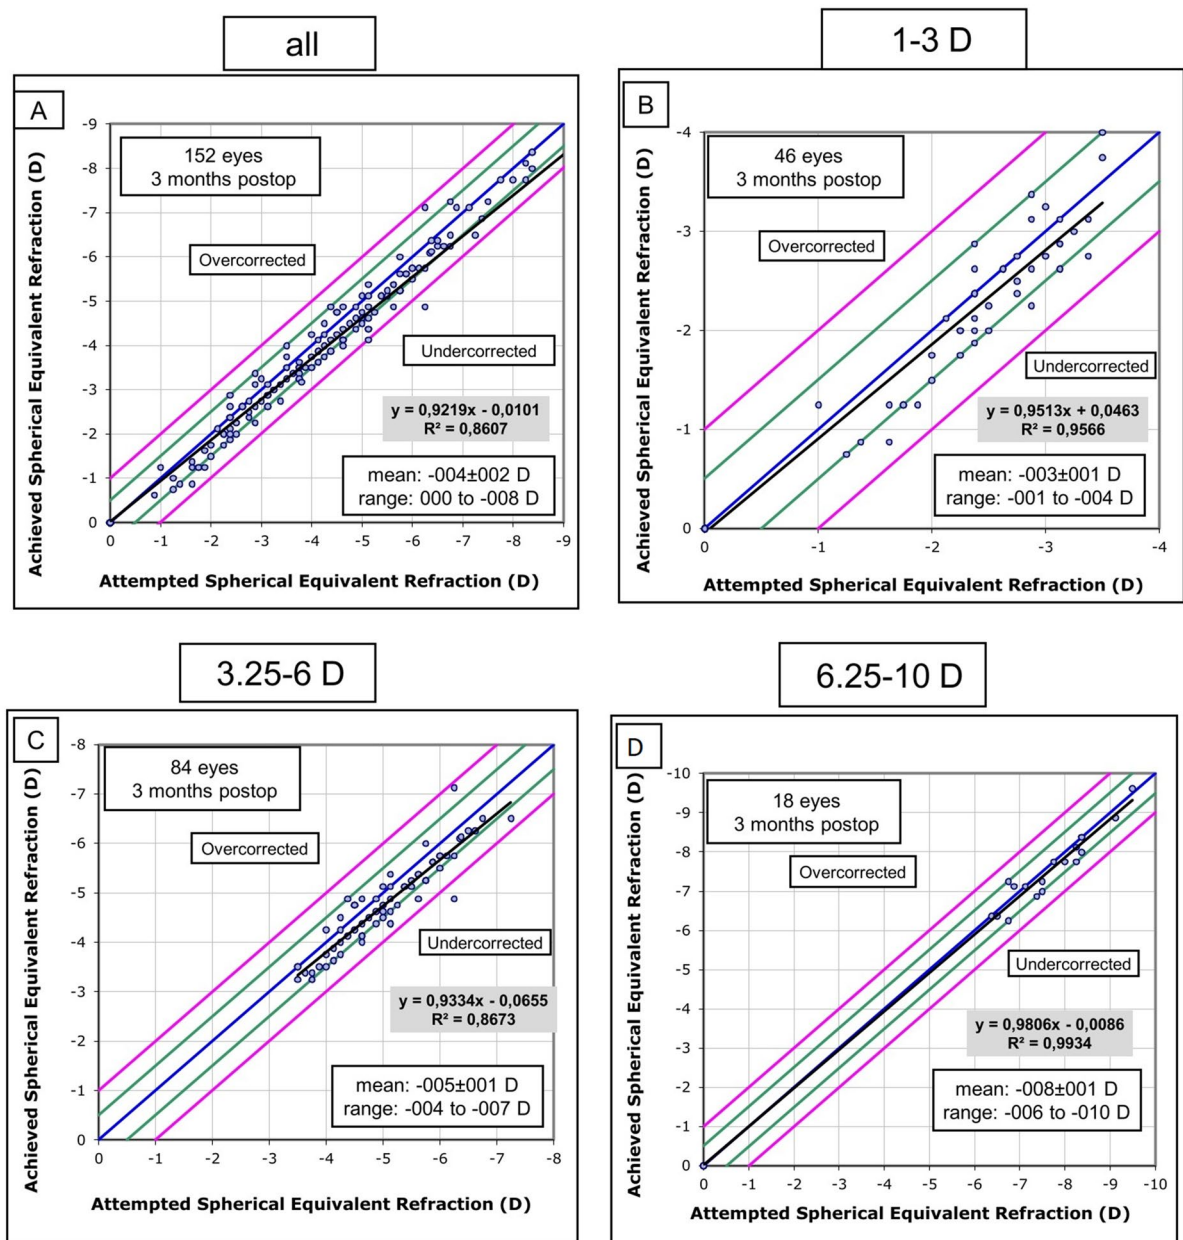 all
A
Achieved Spherical Equivalent Refraction (D)
-9
-8
-7
-6
-5
-4
-3
-2
-1
0
152 eyes
3 months postop
Overcorrected
Undercorrected
y = 0,9219x - 0,0101
R² = 0,8607
mean: -004±002 D
range: 000 to -008 D
0 -1 -2 -3 -4 -5 -6 -7 -8 -9
Attempted Spherical Equivalent Refraction (D)
1-3 D
B
Achieved Spherical Equivalent Refraction (D)
-4
-3
-2
-1
0
46 eyes
3 months postop
Overcorrected
Undercorrected
y = 0,9513x + 0,0463
R² = 0,9566
mean: -003±001 D
range: -001 to -004 D
0 -1 -2 -3 -4
Attempted Spherical Equivalent Refraction (D)
3.25-6 D
C
Achieved Spherical Equivalent Refraction (D)
-8
-7
-6
-5
-4
-3
-2
-1
0
84 eyes
3 months postop
Overcorrected
Undercorrected
y = 0,9334x - 0,0655
R² = 0,8673
mean: -005±001 D
range: -004 to -007 D
0 -1 -2 -3 -4 -5 -6 -7 -8
Attempted Spherical Equivalent Refraction (D)
6.25-10 D
D
Achieved Spherical Equivalent Refraction (D)
-10
-9
-8
-7
-6
-5
-4
-3
-2
-1
0
18 eyes
3 months postop
Overcorrected
Undercorrected
y = 0,9806x - 0,0086
R² = 0,9934
mean: -008±001 D
range: -006 to -010 D
0 -1 -2 -3 -4 -5 -6 -7 -8 -9 -10
Attempted Spherical Equivalent Refraction (D)